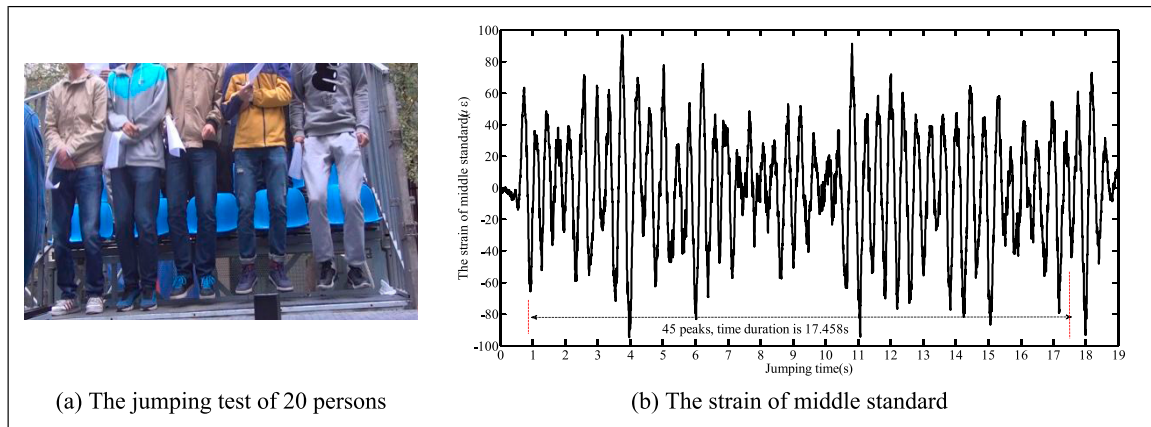 100
80
60
40
20
0
-20
-40
-60
-80
-100
The strain of middle standard(μ ε)
45 peaks, time duration is 17.458s
0 1 2 3 4 5 6 7 8 9 10 11 12 13 14 15 16 17 18 19
Jumping time(s)
(a) The jumping test of 20 persons
(b) The strain of middle standard